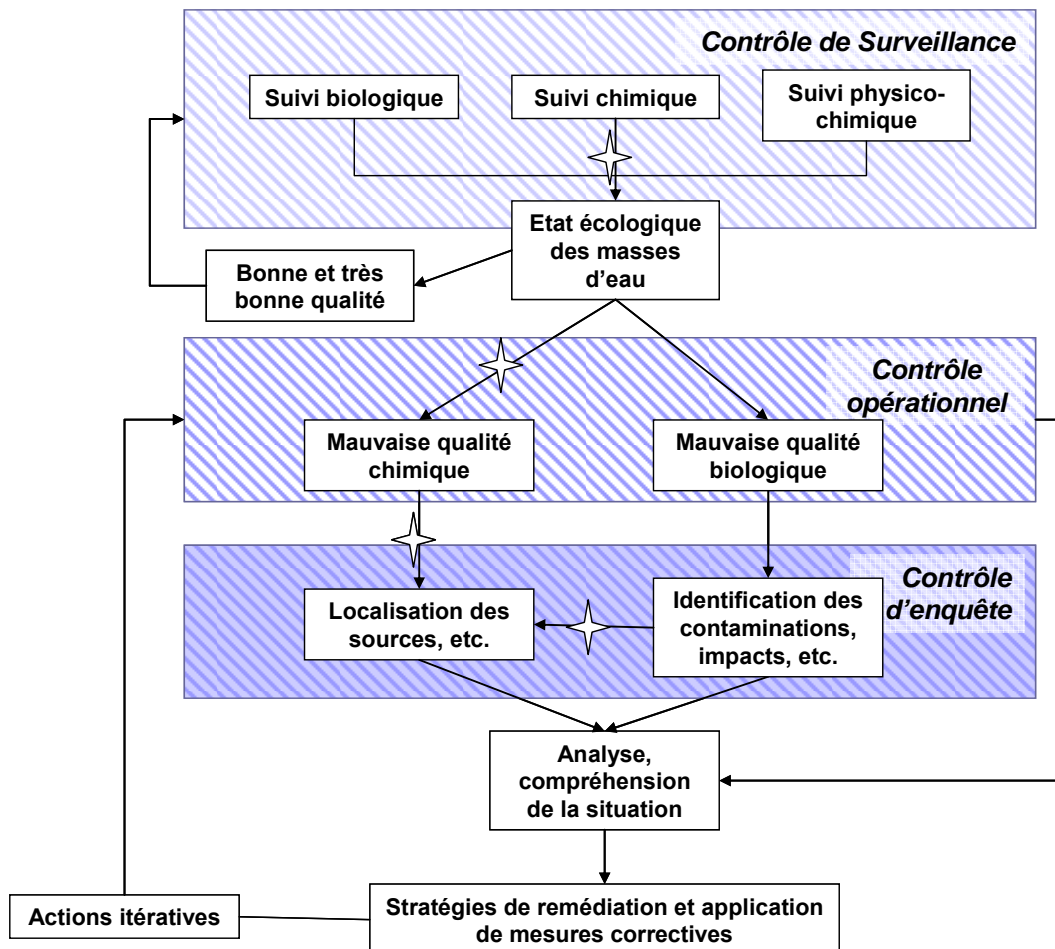 Contrôle de Surveillance
Suivi biologique
Suivi chimique
Suivi physico-
chimique
Etat écologique
des masses
d'eau
Bonne et très
bonne qualité
Contrôle
opérationnel
Mauvaise qualité
chimique
Mauvaise qualité
biologique
Contrôle
d'enquête
Localisation des
sources, etc.
Identification des
contaminations,
impacts, etc.
Analyse,
compréhension
de la situation
Actions itératives
Stratégies de remédiation et application
de mesures correctives